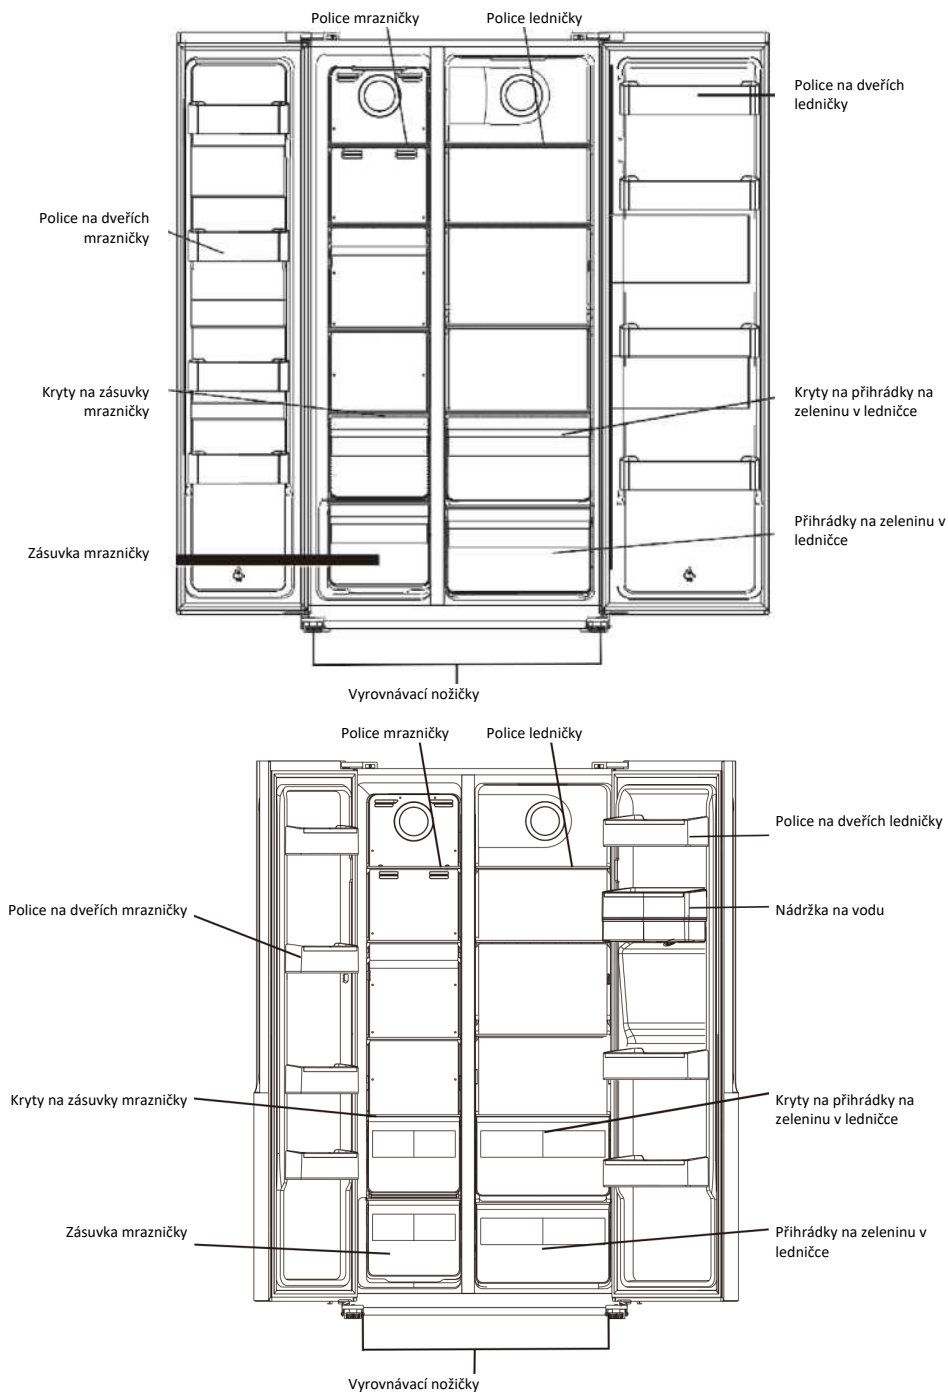 Police mrazničky
Police ledničky
Police na dveřích
ledničky
Police na dveřích
mrazničky
Kryty na zásuvky
mrazničky
Kryty na přihrádky na
zeleninu v ledničce
Zásuvka mrazničky
Přihrádky na zeleninu v
ledničce
Vyrovnávací nožičky
Police mrazničky
Police ledničky
Police na dveřích ledničky
Police na dveřích mrazničky
Nádržka na vodu
Kryty na zásuvky mrazničky
Kryty na přihrádky na
zeleninu v ledničce
Zásuvka mrazničky
Přihrádky na zeleninu v
ledničce
Vyrovnávací nožičky